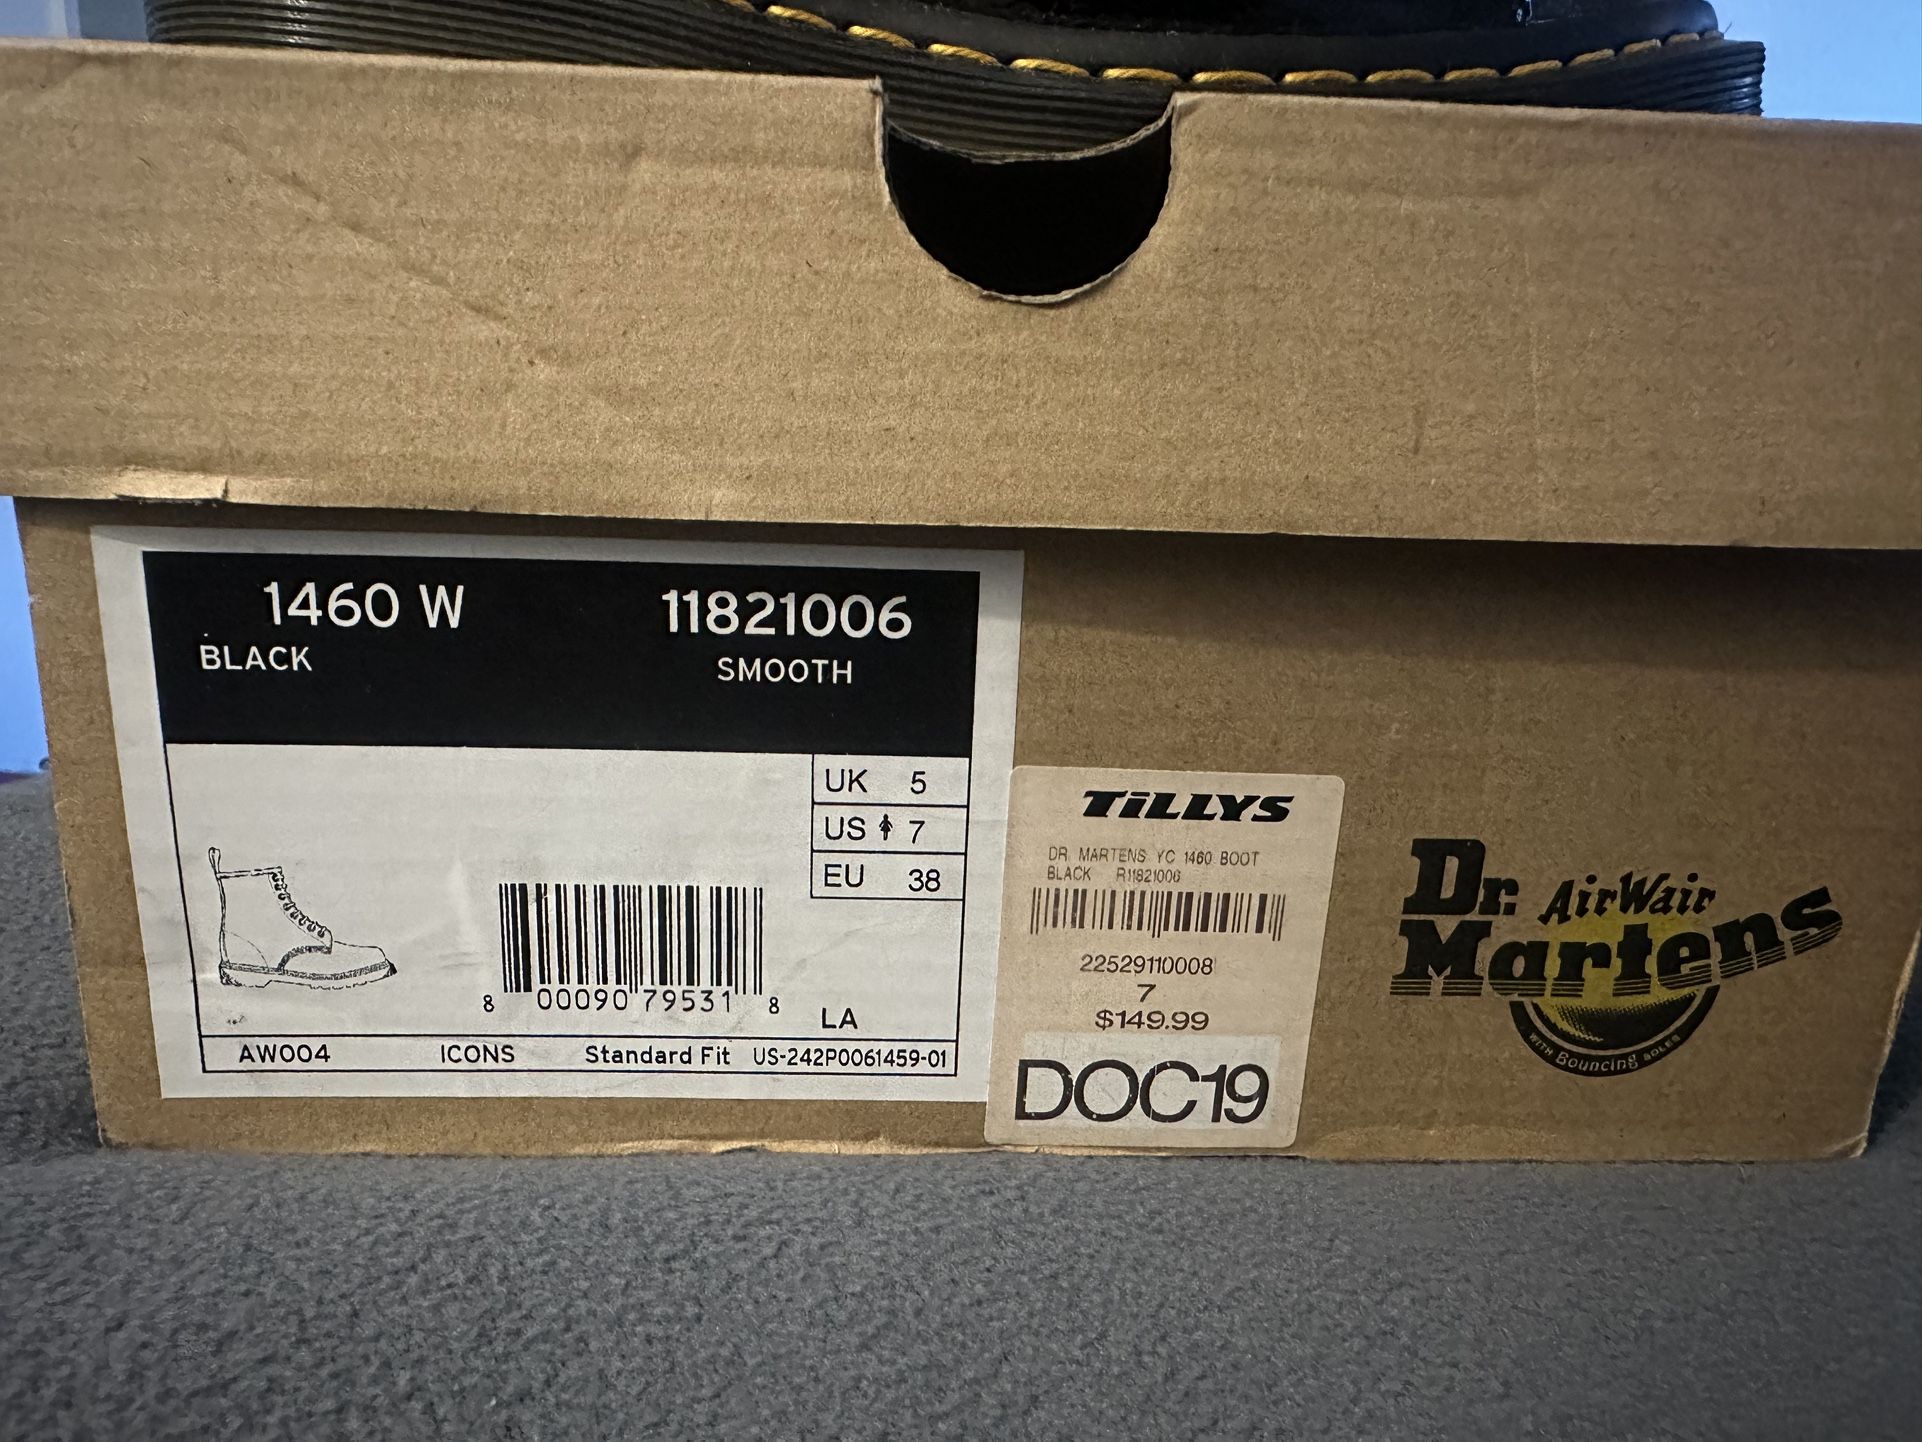 1460 W 11821006
BLACK SMOOTH
UK 5
US 7
EU 38
8 00090 79531 8
LA
AW004 ICONS Standard Fit US-242P0061459-01
TiLLYS
DR. MARTENS YC 1460 BOOT
BLACK R11821006
22529110008
7
$149.99
DOC19
Dr. AirWair
Martens
WITH Bouncing SOLES